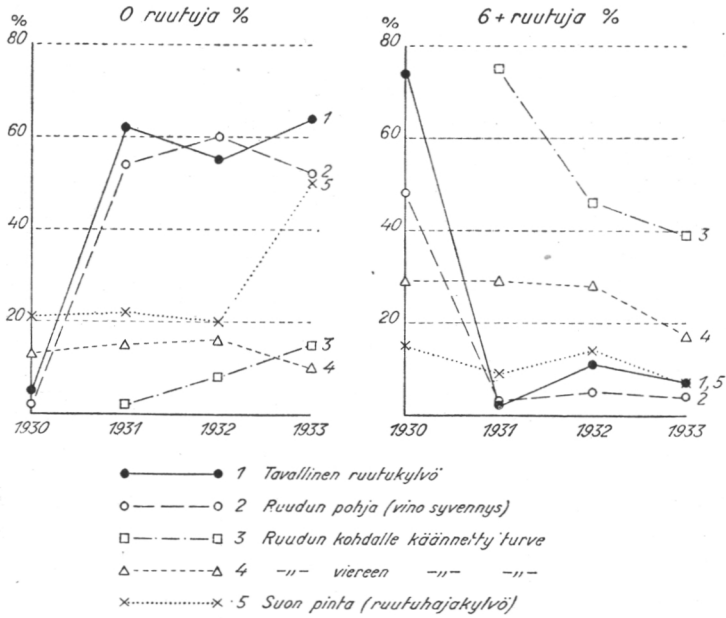 0 ruutuja %
6+ ruutuja %
%
80
60
40
20
1930 1931 1932 1933
1
2
5
3
4
%
80
60
40
20
1930 1931 1932 1933
3
4
1,5
2
1 Tavallinen ruutukylvö
2 Ruudun pohja (vino syvennys)
3 Ruudun kohdalle käännetty turve
4 -„- viereen -„- -„-
5 Suon pinta (ruutuhajakylvö)